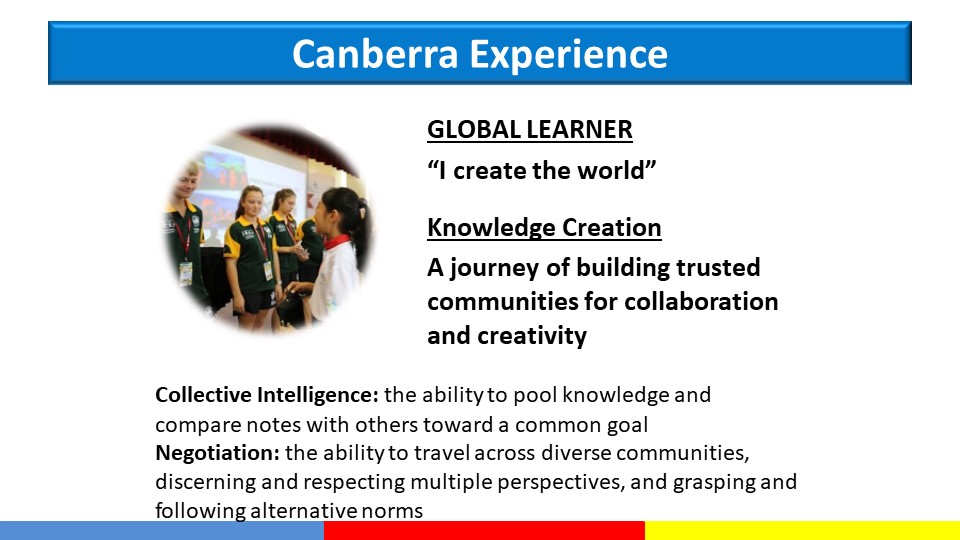 Canberra Experience
GLOBAL LEARNER
“I create the world”
Knowledge Creation
A journey of building trusted
communities for collaboration
and creativity
Collective Intelligence: the ability to pool knowledge and
compare notes with others toward a common goal
Negotiation: the ability to travel across diverse communities,
discerning and respecting multiple perspectives, and grasping and
following alternative norms